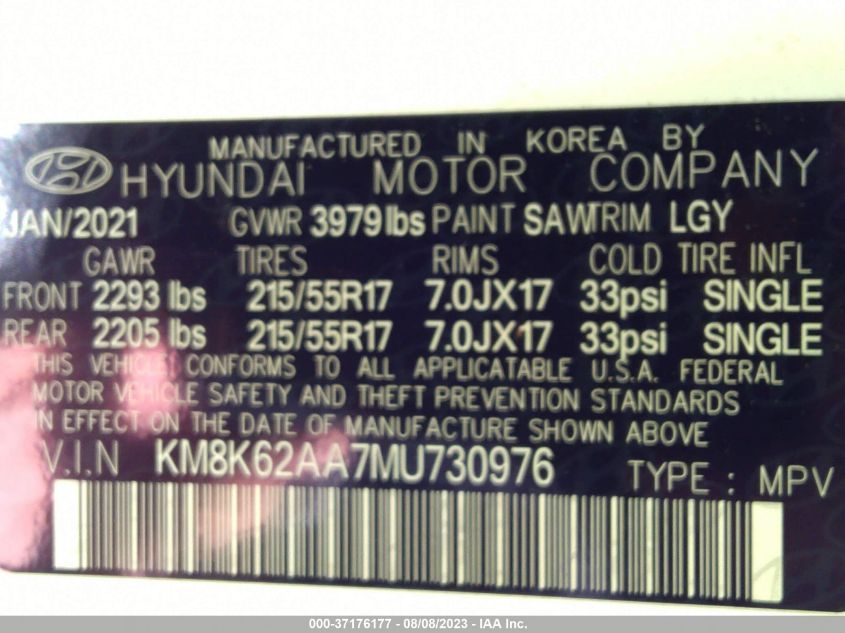 MANUFACTURED IN KOREA BY
HYUNDAI MOTOR COMPANY
JAN/2021 GVWR 3979lbs PAINT SAW TRIM LGY
GAWR TIRES RIMS COLD TIRE INFL
FRONT 2293 lbs 215/55R17 7.0JX17 33psi SINGLE
REAR 2205 lbs 215/55R17 7.0JX17 33psi SINGLE
THIS VEHICLE CONFORMS TO ALL APPLICATABLE U.S.A. FEDERAL
MOTOR VEHICLE SAFETY AND THEFT PREVENTION STANDARDS
IN EFFECT ON THE DATE OF MANUFACTURE SHOWN ABOVE
V.I.N KM8K62AA7MU730976 TYPE : MPV
000-37176177 - 08/08/2023 - IAA Inc.